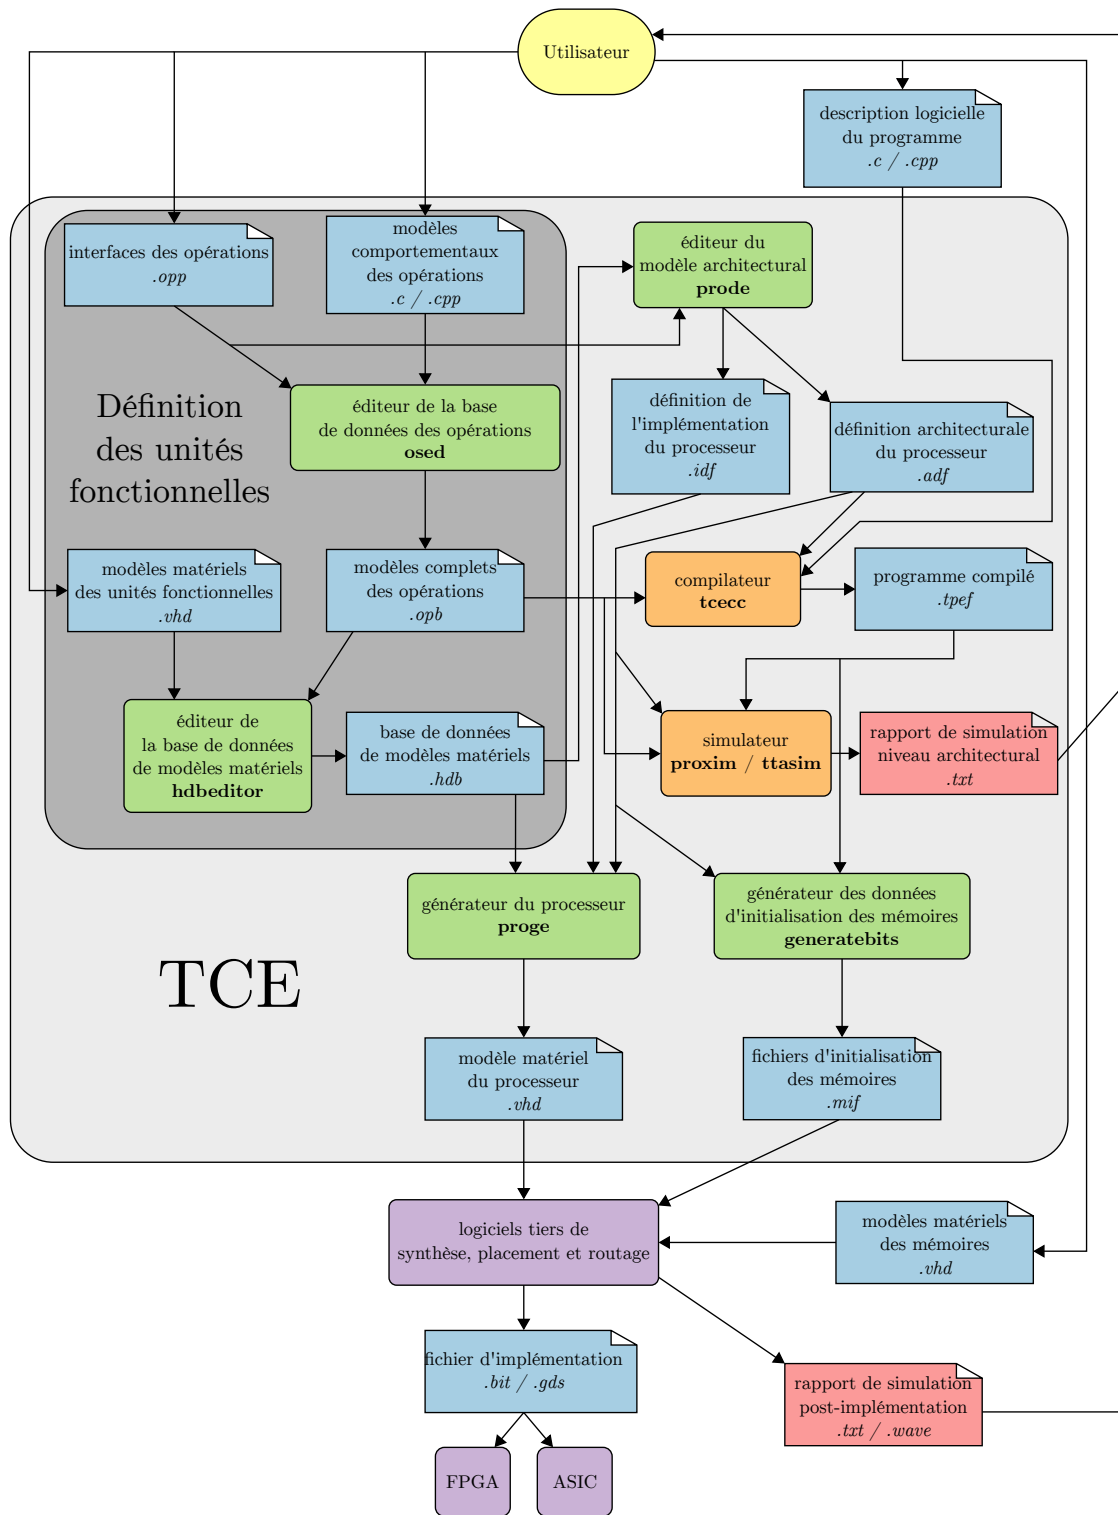 Utilisateur
description logicielle
du programme
.c / .cpp
interfaces des opérations
.opp
modèles
comportementaux
des opérations
.c / .cpp
éditeur du
modèle architectural
prode
Définition
des unités
fonctionnelles
éditeur de la base
de données des opérations
osed
définition de
l'implémentation
du processeur
.idf
définition architecturale
du processeur
.adf
modèles matériels
des unités fonctionnelles
.vhd
modèles complets
des opérations
.opb
compilateur
tcecc
programme compilé
.tpef
éditeur de
la base de données
de modèles matériels
hdbeditor
base de données
de modèles matériels
.hdb
simulateur
proxim / ttasim
rapport de simulation
niveau architectural
.txt
générateur du processeur
proge
générateur des données
d'initialisation des mémoires
generatebits
TCE
modèle matériel
du processeur
.vhd
fichiers d'initialisation
des mémoires
.mif
logiciels tiers de
synthèse, placement et routage
modèles matériels
des mémoires
.vhd
fichier d'implémentation
.bit / .gds
rapport de simulation
post-implémentation
.txt / .wave
FPGA
ASIC